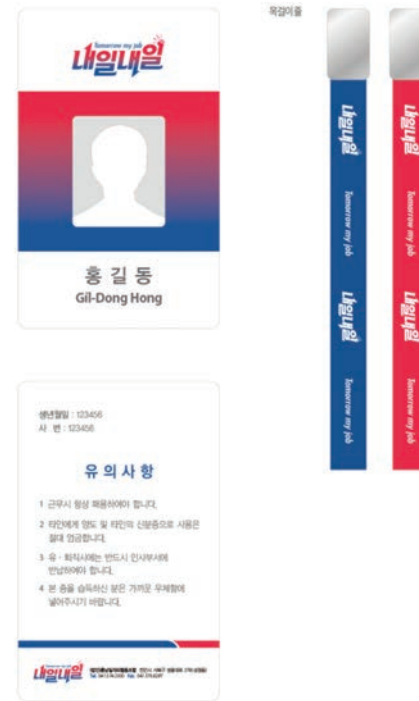 목걸이줄
Tomorrow my job
내일내일
홍 길 동
Gil-Dong Hong
내일내일
Tomorrow my job
내일내일
Tomorrow my job
내일내일
Tomorrow my job
내일내일
Tomorrow my job
생년월일 : 123456
사 번 : 123456
유 의 사 항
1 근무시 항상 패용하여야 합니다.
2 타인에게 양도 및 타인의 신분증으로 사용은
절대 엄금합니다.
3 유 · 퇴직시에는 반드시 인사부서에
반납하여야 합니다.
4 본 증을 습득하신 분은 가까운 우체함에
넣어주시기 바랍니다.
내일내일